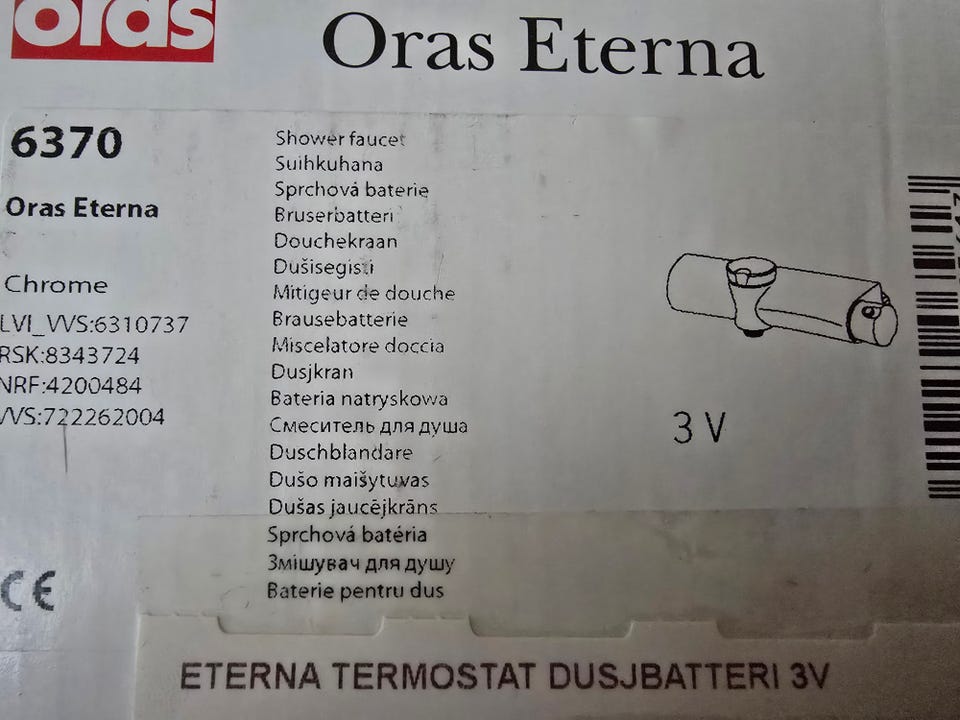 oras
Oras Eterna
6370
Oras Eterna
Chrome
LVI_VVS:6310737
RSK:8343724
NRF:4200484
VVS:722262004
Shower faucet
Suihkuhana
Sprchová baterie
Bruserbatteri
Douchekraan
Dušisegisti
Mitigeur de douche
Brausebatterie
Miscelatore doccia
Dusjkran
Bateria natryskowa
Смеситель для душа
Duschblandare
Dušo maišytuvas
Dušas jaucējkrāns
Sprchová batéria
Змішувач для душу
Baterie pentru dus
3 V
CE
ETERNA TERMOSTAT DUSJBATTERI 3V